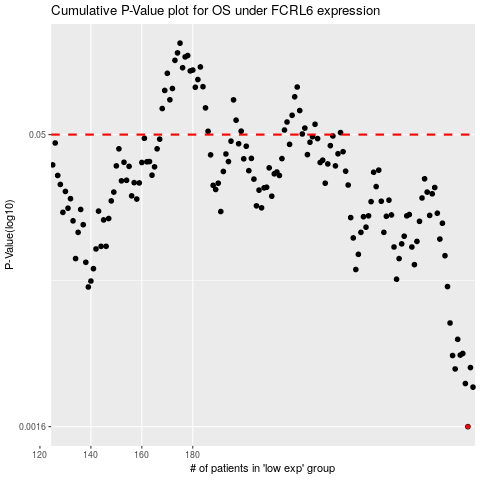 Cumulative P-Value plot for OS under FCRL6 expression
P-Value(log10)
0.05
0.0016
120 140 160 180
# of patients in 'low exp' group